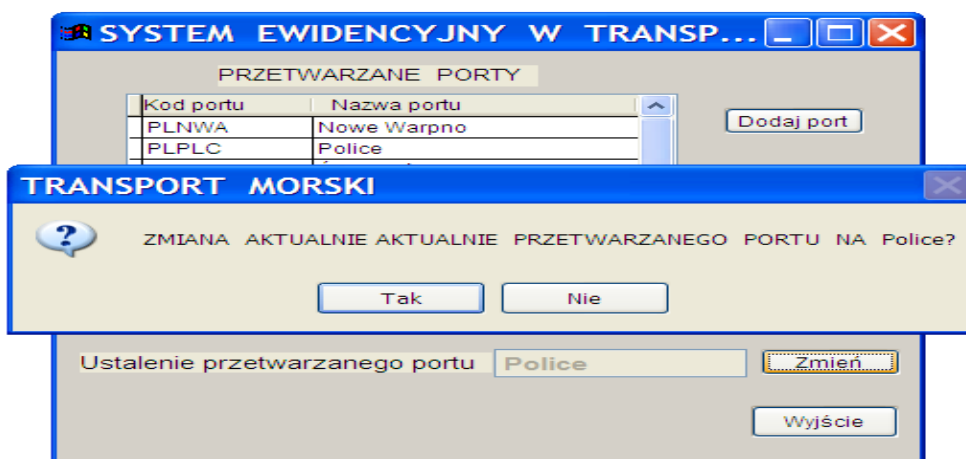 SYSTEM EWIDENCYJNY W TRANSP...
PRZETWARZANE PORTY
Kod portu Nazwa portu
Dodaj port
PLNWA Nowe Warpno
PLPLC Police
TRANSPORT MORSKI
ZMIANA AKTUALNIE AKTUALNIE PRZETWARZANEGO PORTU NA Police?
Tak Nie
Ustalenie przetwarzanego portu Police Zmień
Wyjście